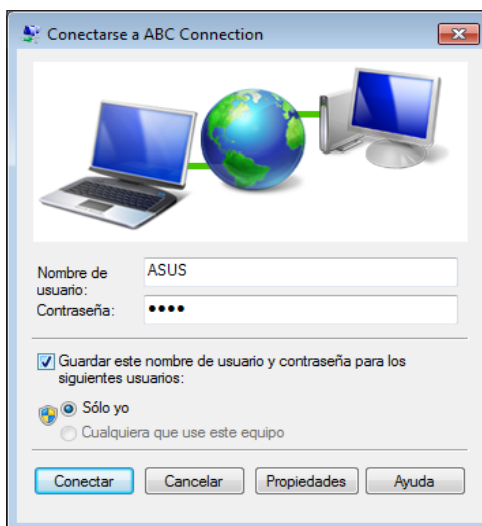 Conectarse a ABC Connection
Nombre de
usuario:
ASUS
Contraseña:
••••
Guardar este nombre de usuario y contraseña para los
siguientes usuarios:
Sólo yo
Cualquiera que use este equipo
Conectar
Cancelar
Propiedades
Ayuda